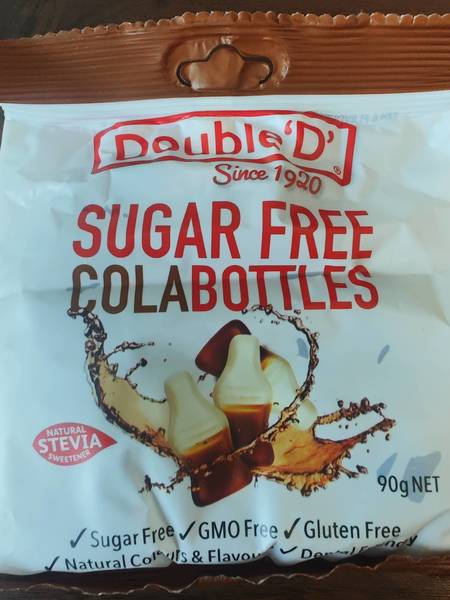 Double 'D'®
Since 1920
SUGAR FREE
COLABOTTLES
NATURAL
STEVIA
SWEETENER
90g NET
✓ Sugar Free ✓ GMO Free ✓ Gluten Free
✓ Natural & ✓